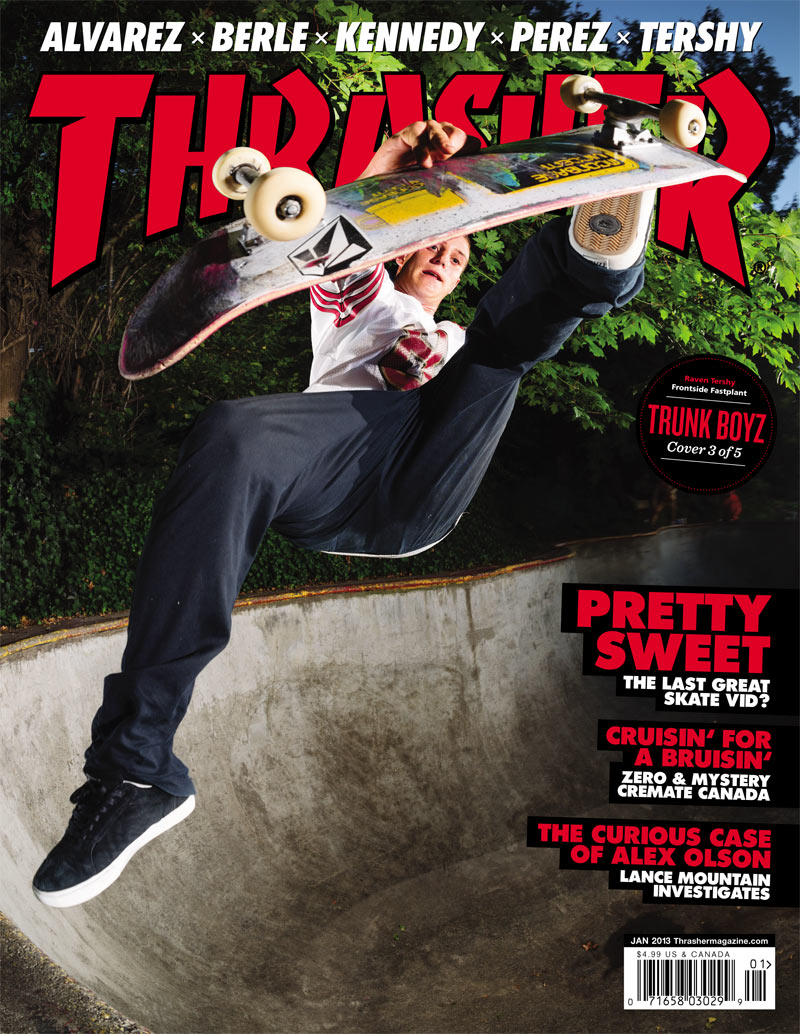 ALVAREZ × BERLE × KENNEDY × PEREZ × TERSHY
THRASHER
®
Raven Tershy
Frontside Fastplant
TRUNK BOYZ
Cover 3 of 5
PRETTY
SWEET
THE LAST GREAT
SKATE VID?
CRUISIN' FOR
A BRUISIN'
ZERO & MYSTERY
CREMATE CANADA
THE CURIOUS CASE
OF ALEX OLSON
LANCE MOUNTAIN
INVESTIGATES
JAN 2013 Thrashermagazine.com
$4.99 US & CANADA
01>
0 71658 03029 9